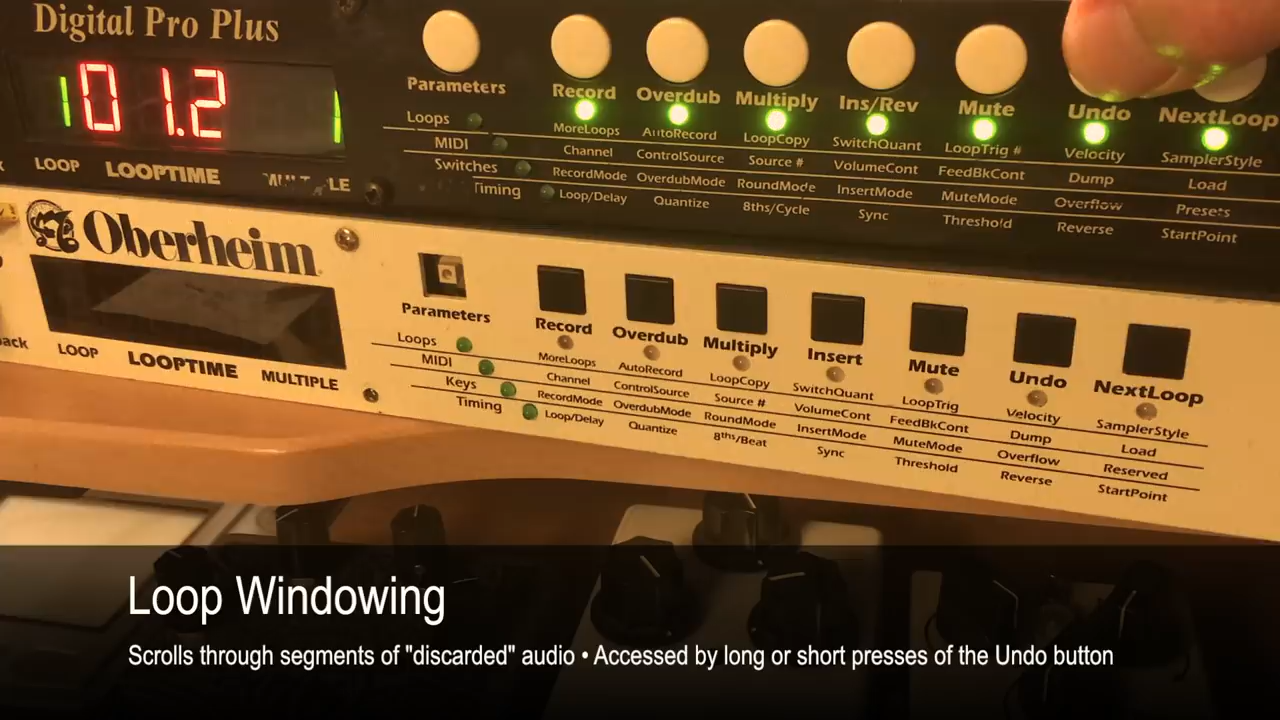 Digital Pro Plus
1 01.2 1
LOOP LOOPTIME
Parameters Record Overdub Multiply Ins/Rev Mute Undo NextLoop
Loops MoreLoops AutoRecord LoopCopy SwitchQuant LoopTrig # Velocity SamplerStyle
MIDI Channel ControlSource Source # VolumeCont FeedBkCont Dump Load
Switches RecordMode OverdubMode RoundMode InsertMode MuteMode Overflow Presets
Timing Loop/Delay Quantize 8ths/Cycle Sync Threshold Reverse StartPoint
Oberheim
LOOP LOOPTIME MULTIPLE
Parameters Record Overdub Multiply Insert Mute Undo NextLoop
Loops MoreLoops AutoRecord LoopCopy SwitchQuant LoopTrig Velocity SamplerStyle
MIDI Channel ControlSource Source # VolumeCont FeedBkCont Dump Load
Keys RecordMode OverdubMode RoundMode InsertMode MuteMode Overflow Reserved
Timing Loop/Delay Quantize 8ths/Beat Sync Threshold Reverse StartPoint
Loop Windowing
Scrolls through segments of "discarded" audio • Accessed by long or short presses of the Undo button